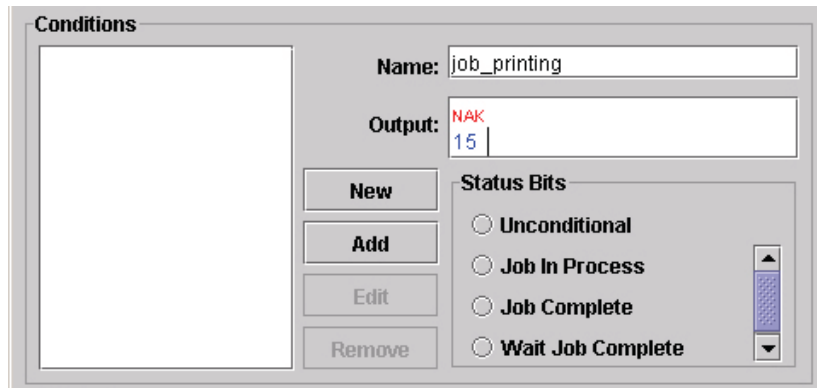 Conditions
Name: job_printing
Output: NAK
15
New
Add
Edit
Remove
Status Bits
Unconditional
Job In Process
Job Complete
Wait Job Complete